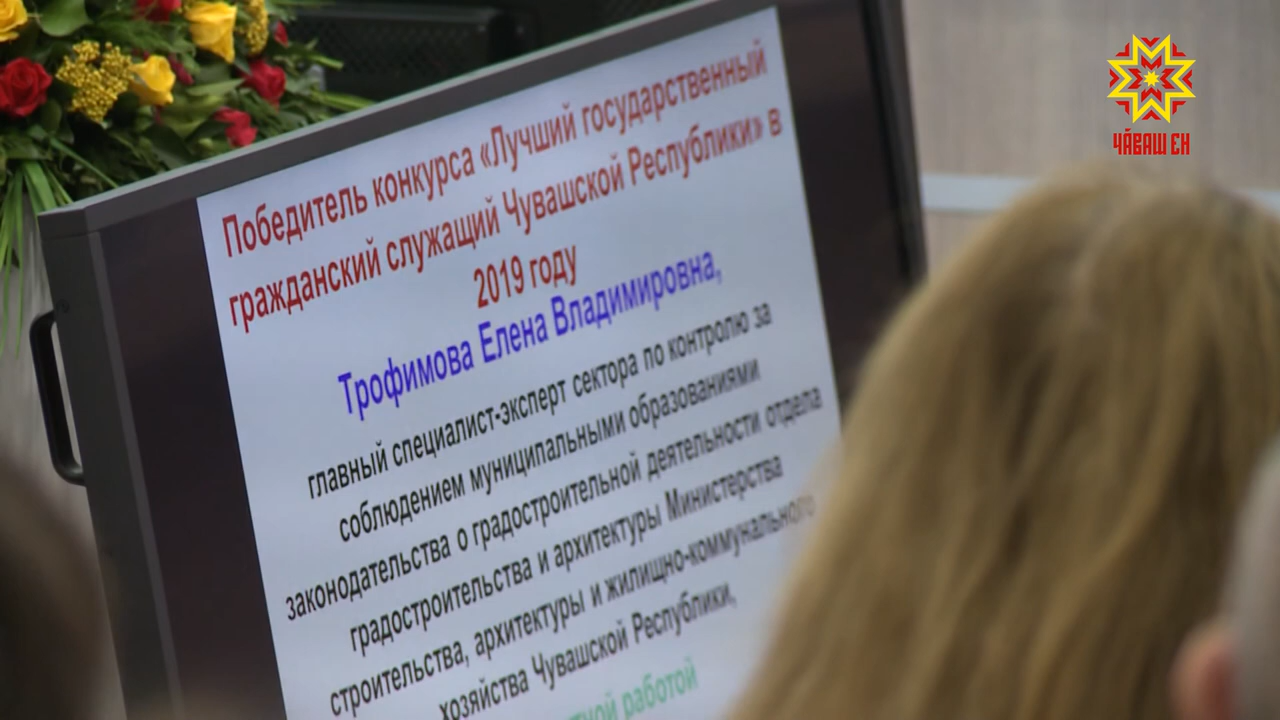 Победитель конкурса «Лучший государственный
гражданский служащий Чувашской Республики» в
2019 году
Трофимова Елена Владимировна,
главный специалист-эксперт сектора по контролю за
соблюдением муниципальными образованиями
законодательства о градостроительной деятельности отдела
градостроительства и архитектуры Министерства
строительства, архитектуры и жилищно-коммунального
хозяйства Чувашской Республики,
работой
ЧӐВАШ ЕН